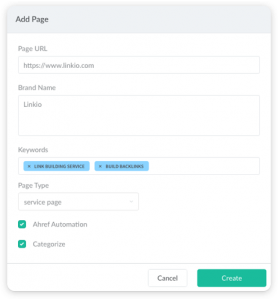 Add Page
Page URL
https://www.linkio.com
Brand Name
Linkio
Keywords
× LINK BUILDING SERVICE × BUILD BACKLINKS
Page Type
service page
Ahref Automation
Categorize
Cancel Create